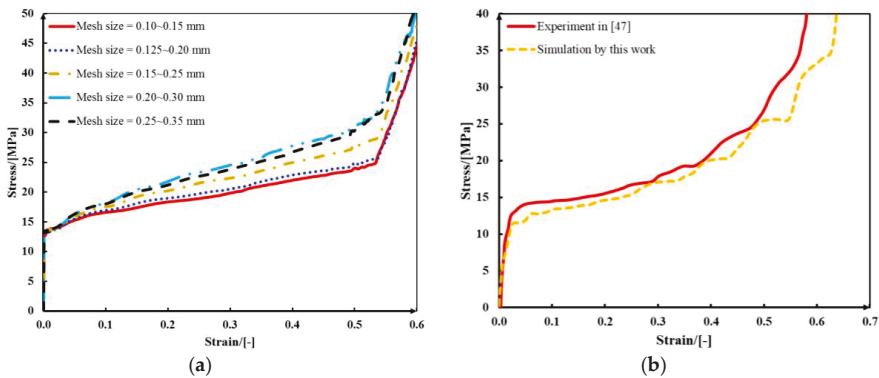 Mesh size = 0.10~0.15 mm
Mesh size = 0.125~0.20 mm
Mesh size = 0.15~0.25 mm
Mesh size = 0.20~0.30 mm
Mesh size = 0.25~0.35 mm
Stress/[MPa]
50
45
40
35
30
25
20
15
10
5
0
0.0 0.1 0.2 0.3 0.4 0.5 0.6
Strain/[-]
(a)
Experiment in [47]
Simulation by this work
Stress/[MPa]
40
35
30
25
20
15
10
5
0
0.0 0.1 0.2 0.3 0.4 0.5 0.6 0.7
Strain/[-]
(b)